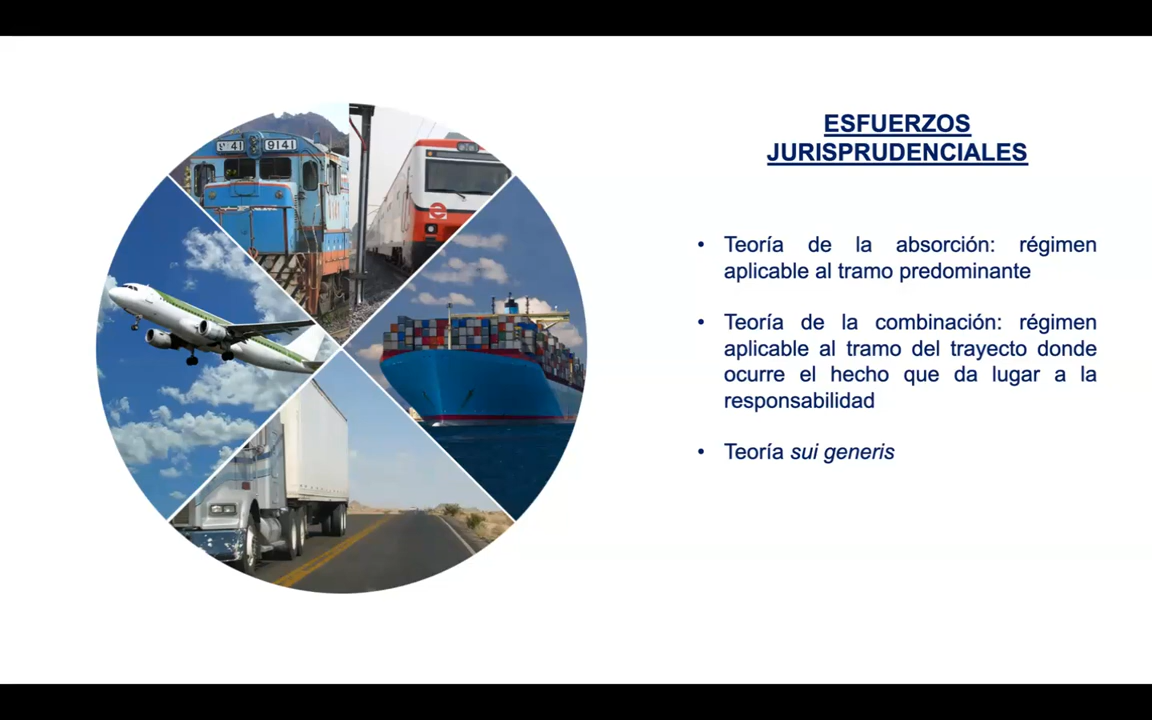 ESFUERZOS
JURISPRUDENCIALES
• Teoría de la absorción: régimen
aplicable al tramo predominante
• Teoría de la combinación: régimen
aplicable al tramo del trayecto donde
ocurre el hecho que da lugar a la
responsabilidad
• Teoría sui generis
9141